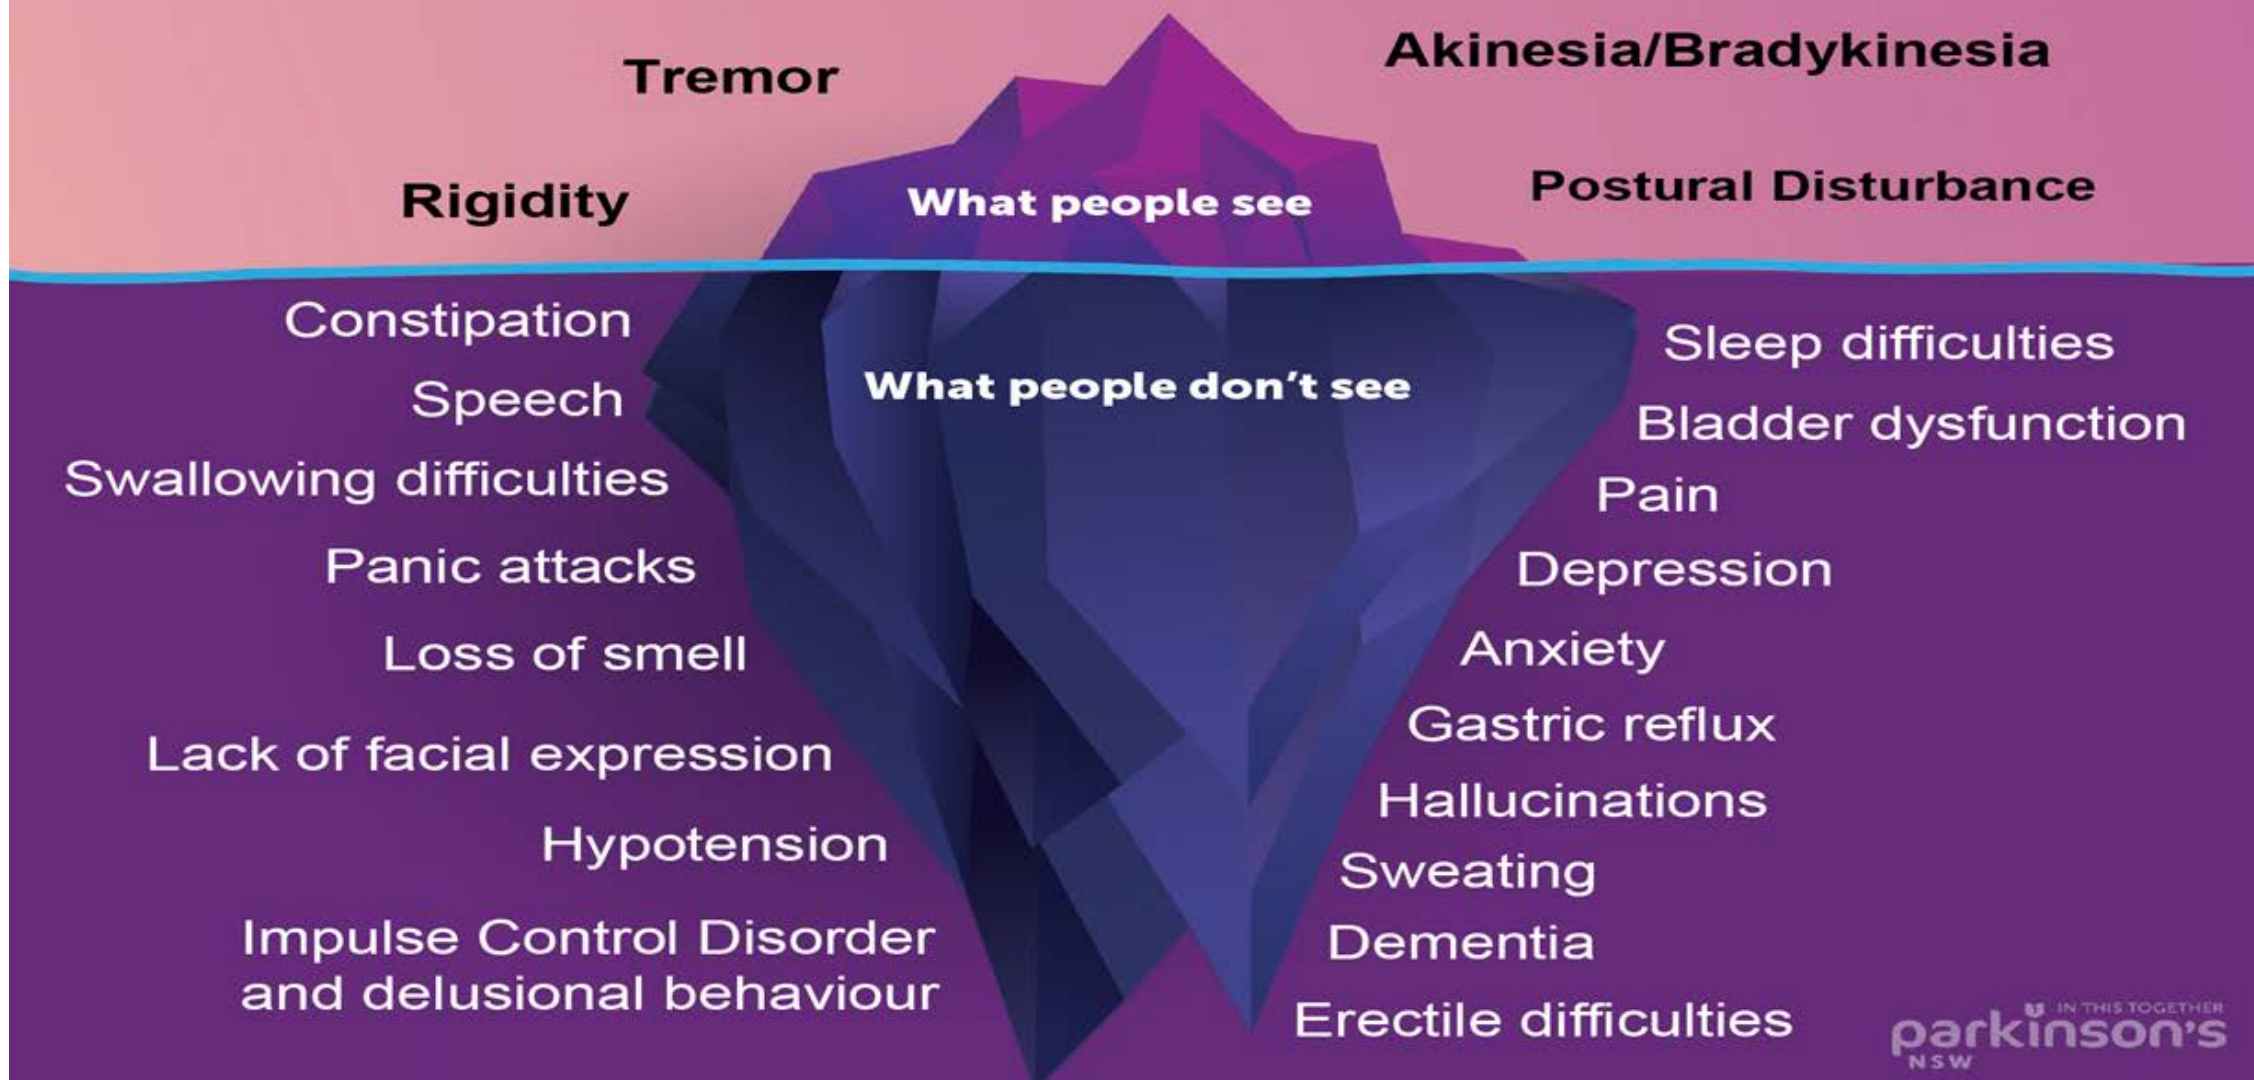 Tremor
Akinesia/Bradykinesia
Rigidity
What people see
Postural Disturbance
Constipation
Speech
Swallowing difficulties
Panic attacks
Loss of smell
Lack of facial expression
Hypotension
Impulse Control Disorder
and delusional behaviour
What people don't see
Sleep difficulties
Bladder dysfunction
Pain
Depression
Anxiety
Gastric reflux
Hallucinations
Sweating
Dementia
Erectile difficulties
IN THIS TOGETHER
parkinson's
NSW